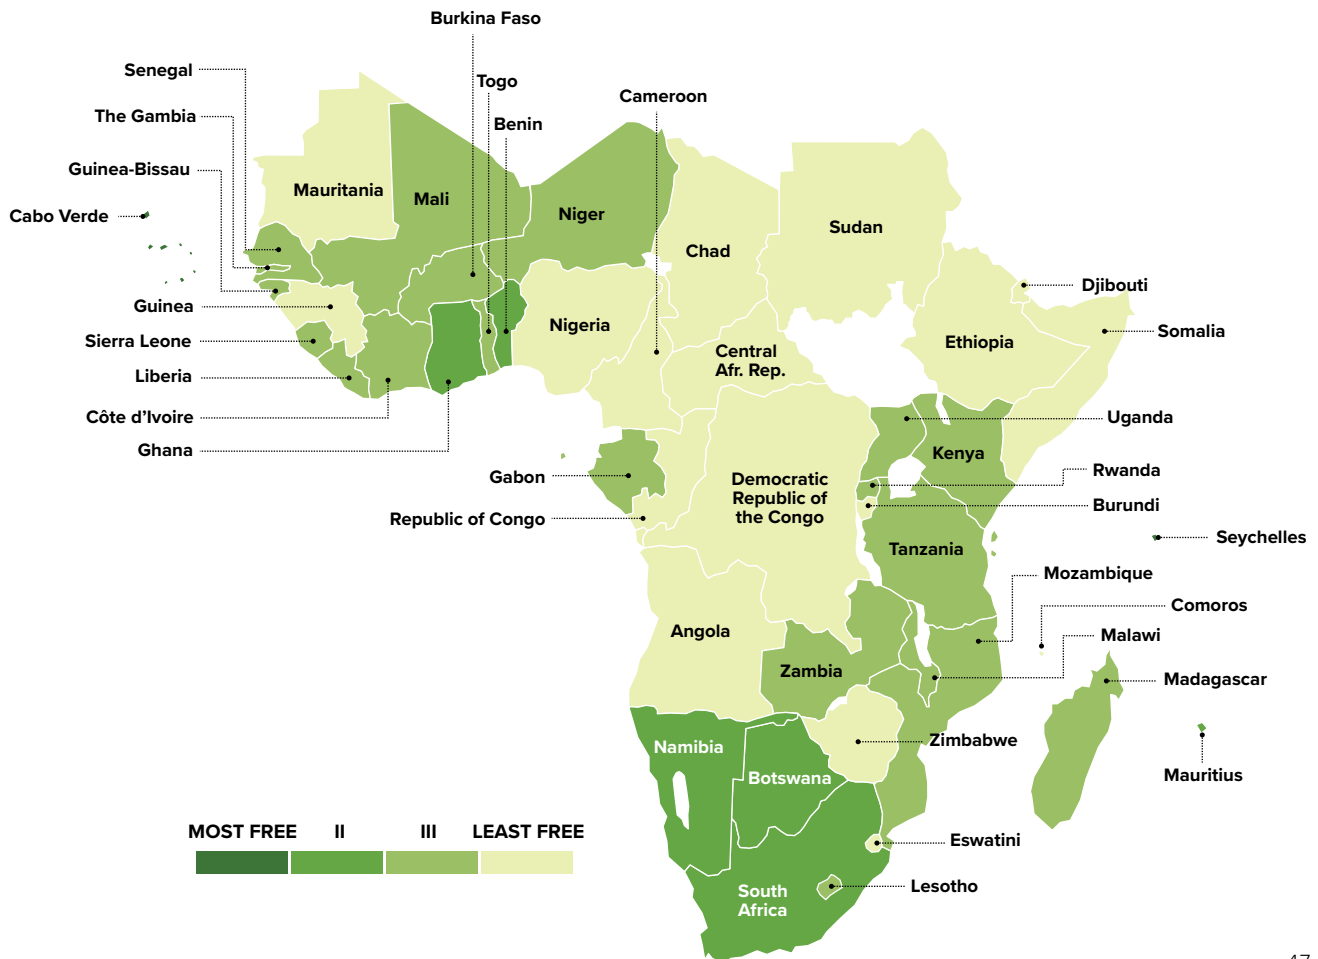 Burkina Faso
Senegal
Togo
Cameroon
The Gambia
Benin
Guinea-Bissau
Mauritania
Mali
Niger
Cabo Verde
Sudan
Chad
Djibouti
Guinea
Nigeria
Somalia
Sierra Leone
Ethiopia
Central
Afr. Rep.
Liberia
Côte d'Ivoire
Uganda
Ghana
Kenya
Rwanda
Gabon
Democratic
Republic of
the Congo
Burundi
Republic of Congo
Seychelles
Tanzania
Mozambique
Comoros
Angola
Malawi
Zambia
Madagascar
Zimbabwe
Namibia
Botswana
Mauritius
MOST FREE II III LEAST FREE
Eswatini
Lesotho
South
Africa